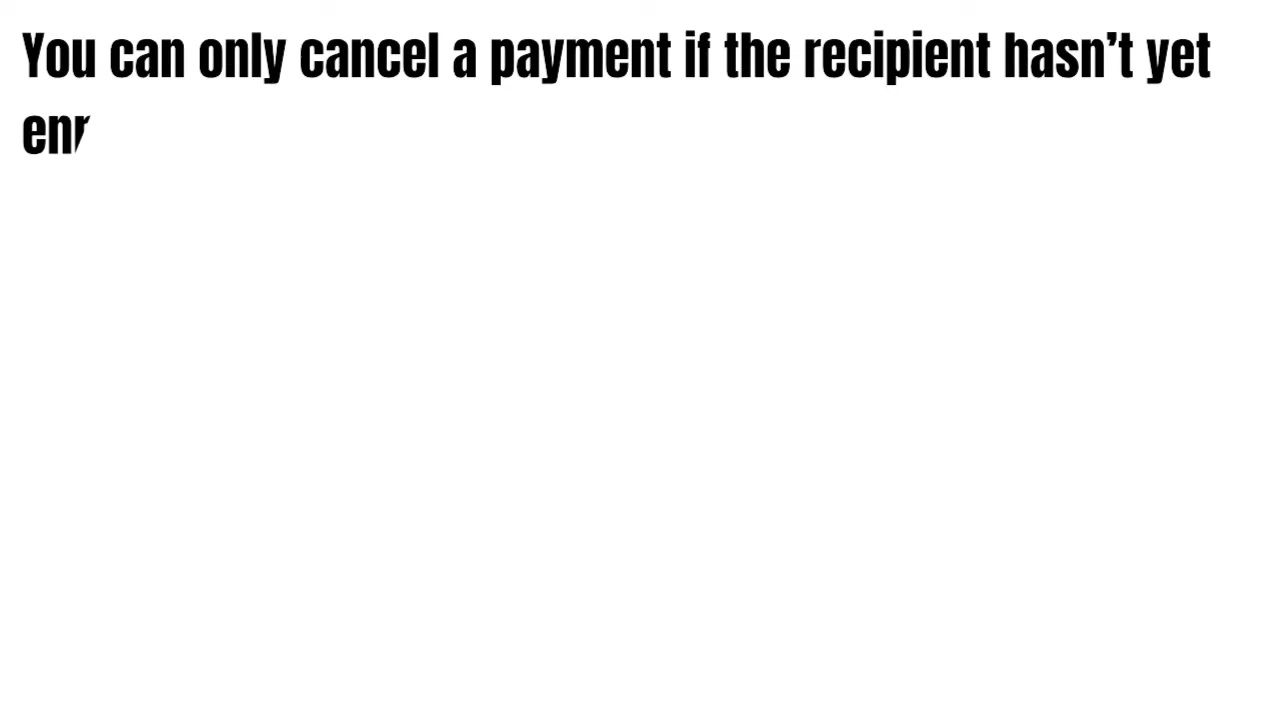 You can only cancel a payment if the recipient hasn’t yet